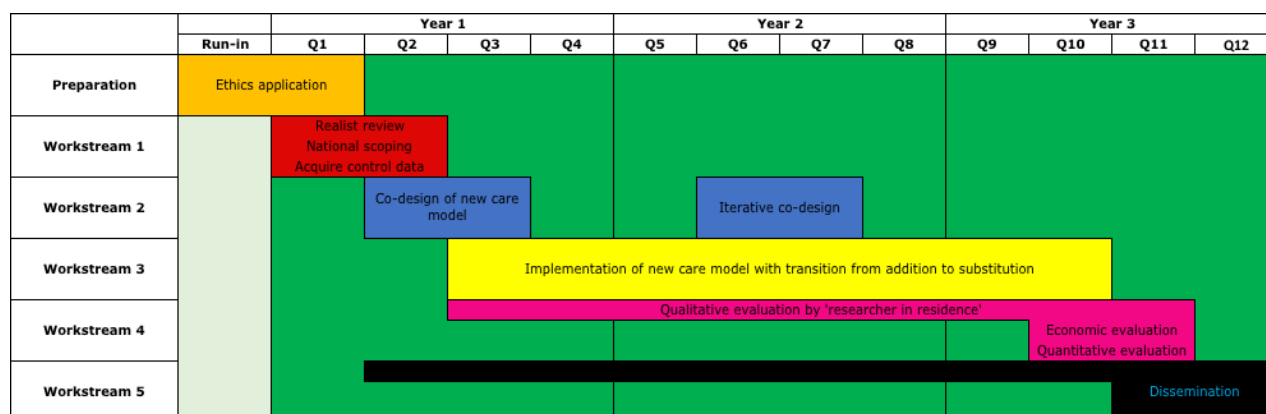 Year 1 Year 2 Year 3
Run-in Q1 Q2 Q3 Q4 Q5 Q6 Q7 Q8 Q9 Q10 Q11 Q12
Preparation Ethics application
Realist review
Workstream 1 National scoping
Acquire control data
Co-design of new care
model
Workstream 2 Iterative co-design
Workstream 3 Implementation of new care model with transition from addition to substitution
Qualitative evaluation by 'researcher in residence'
Workstream 4 Economic evaluation
Quantitative evaluation
Workstream 5 Dissemination